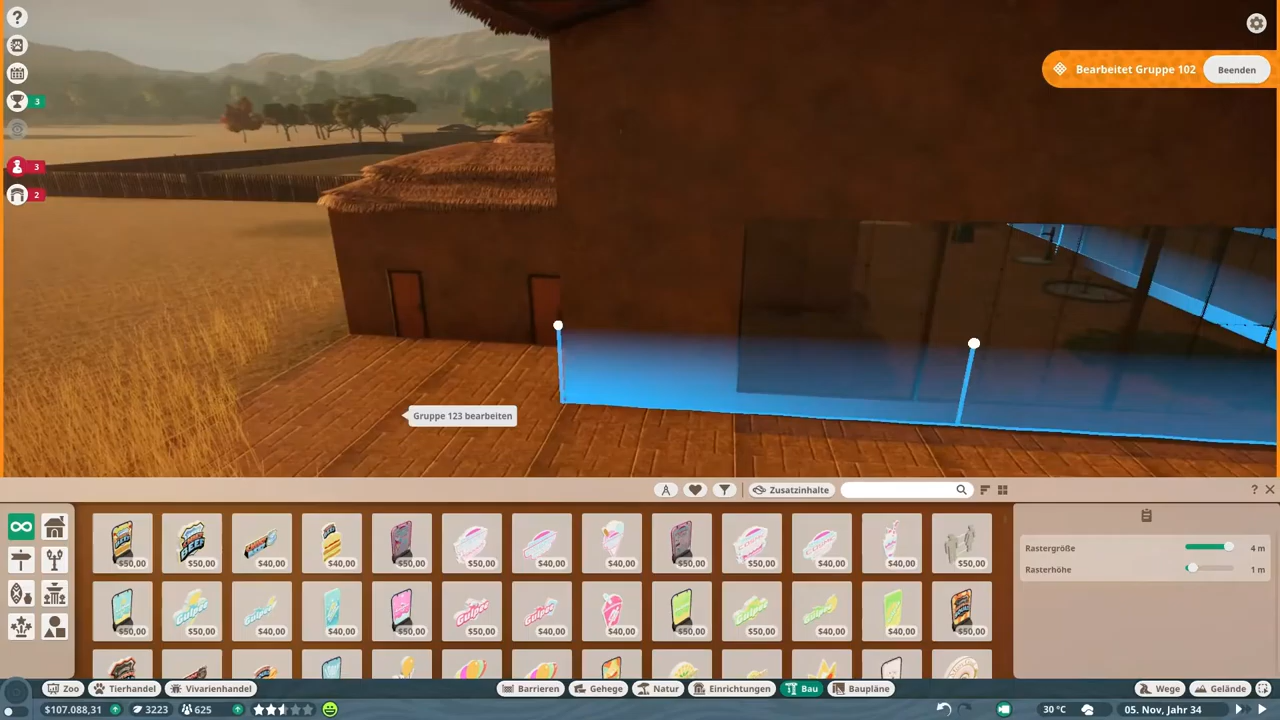 ?
3
3
2
Bearbeitet Gruppe 102
Beenden
Gruppe 123 bearbeiten
Zusatzinhalte
?
$50,00 $50,00 $40,00 $40,00 $50,00 $50,00 $40,00 $40,00 $50,00 $50,00 $40,00 $40,00 $50,00
$50,00 $50,00 $40,00 $40,00 $50,00 $50,00 $40,00 $40,00 $50,00 $50,00 $40,00 $40,00 $50,00
Rastergröße 4 m
Rasterhöhe 1 m
Zoo Tierhandel Vivarienhandel Barrieren Gehege Natur Einrichtungen Bau Baupläne Wege Gelände
$107.088,31 3223 625 30 °C 05. Nov, Jahr 34